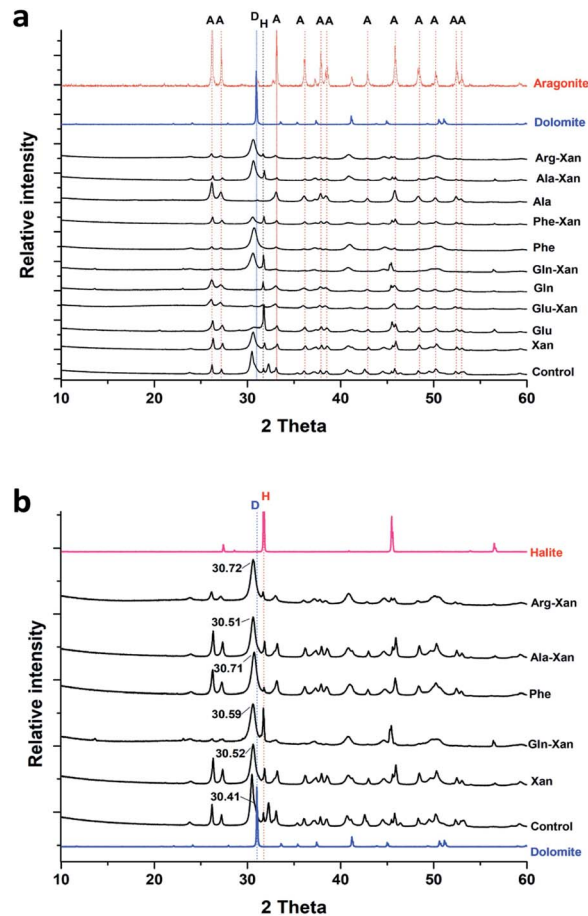 a
A A D H A A A A A A A A A
Relative intensity
Aragonite
Dolomite
Arg-Xan
Ala-Xan
Ala
Phe-Xan
Phe
Gln-Xan
Gln
Glu-Xan
Glu
Xan
Control
10 20 30 40 50 60
2 Theta
b
D H
Relative intensity
Halite
30.72
Arg-Xan
30.51
Ala-Xan
30.71
Phe
30.59
Gln-Xan
30.52
Xan
30.41
Control
Dolomite
10 20 30 40 50 60
2 Theta